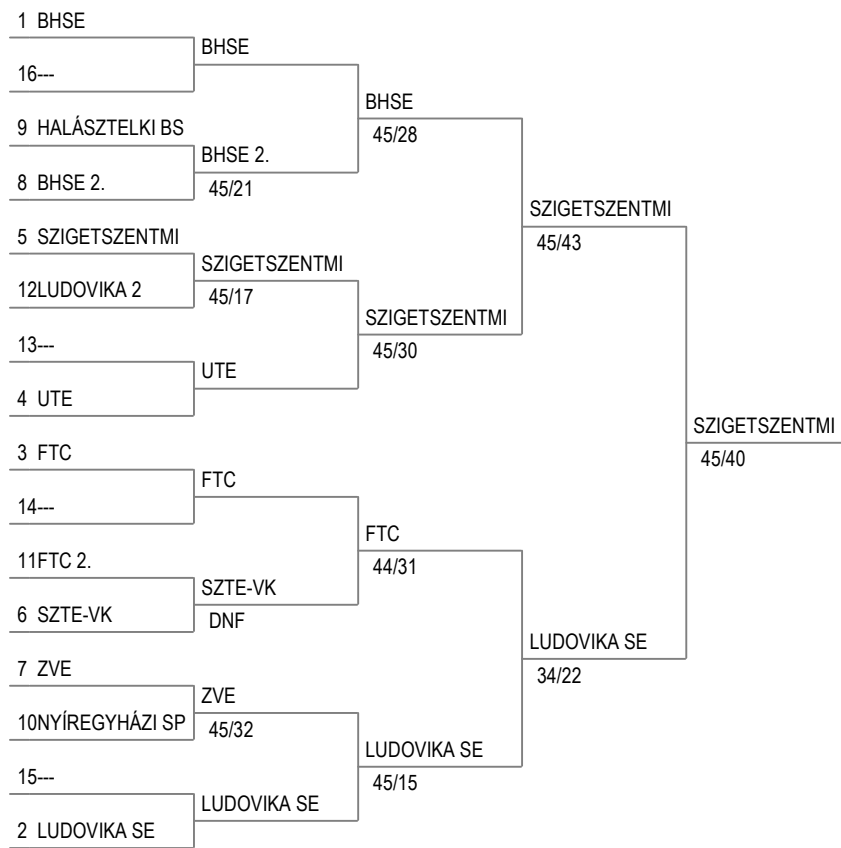 1 BHSE
BHSE
16---
BHSE
45/28
9 HALÁSZTELKI BS
BHSE 2.
45/21
8 BHSE 2.
SZIGETSZENTMI
45/43
5 SZIGETSZENTMI
SZIGETSZENTMI
45/17
12LUDOVIKA 2
SZIGETSZENTMI
45/30
13---
UTE
4 UTE
SZIGETSZENTMI
45/40
3 FTC
FTC
14---
FTC
44/31
11FTC 2.
SZTE-VK
DNF
6 SZTE-VK
LUDOVIKA SE
34/22
7 ZVE
ZVE
45/32
10NYÍREGYHÁZI SP
LUDOVIKA SE
45/15
15---
LUDOVIKA SE
2 LUDOVIKA SE